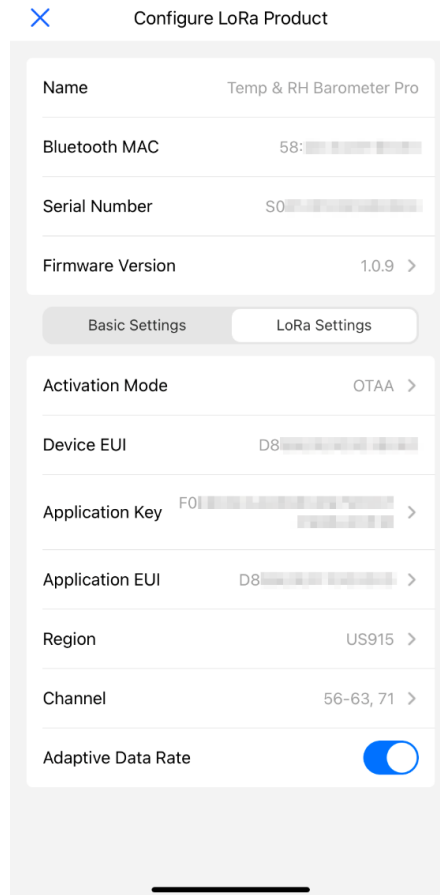 Configure LoRa Product
Name Temp & RH Barometer Pro
Bluetooth MAC 58:
Serial Number S0
Firmware Version 1.0.9
Basic Settings LoRa Settings
Activation Mode OTAA
Device EUI D8
Application Key F0
Application EUI D8
Region US915
Channel 56-63, 71
Adaptive Data Rate